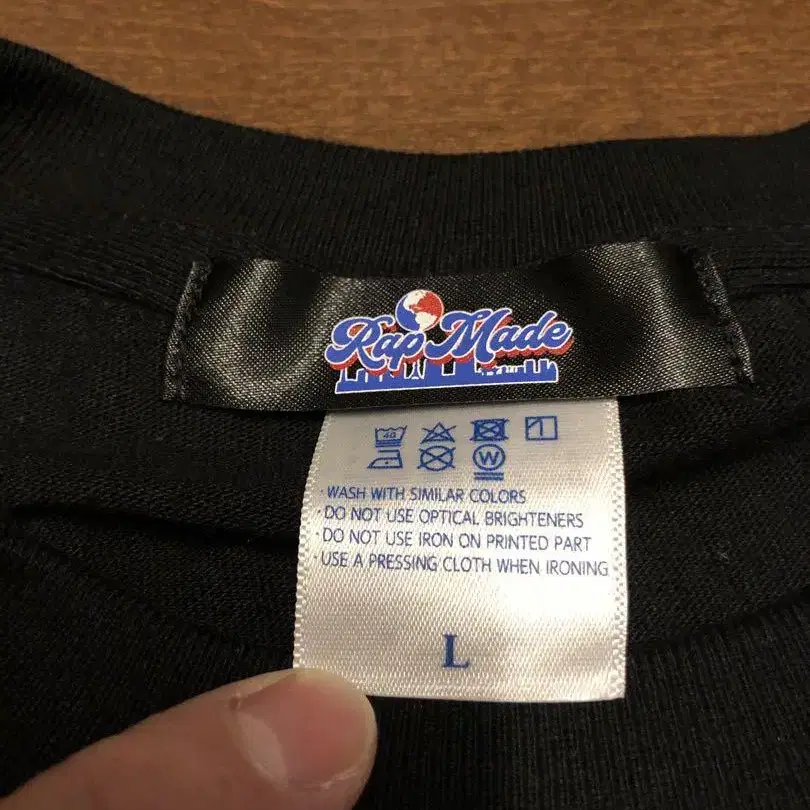 Rap Made
40
W
· WASH WITH SIMILAR COLORS
· DO NOT USE OPTICAL BRIGHTENERS
· DO NOT USE IRON ON PRINTED PART
· USE A PRESSING CLOTH WHEN IRONING
L